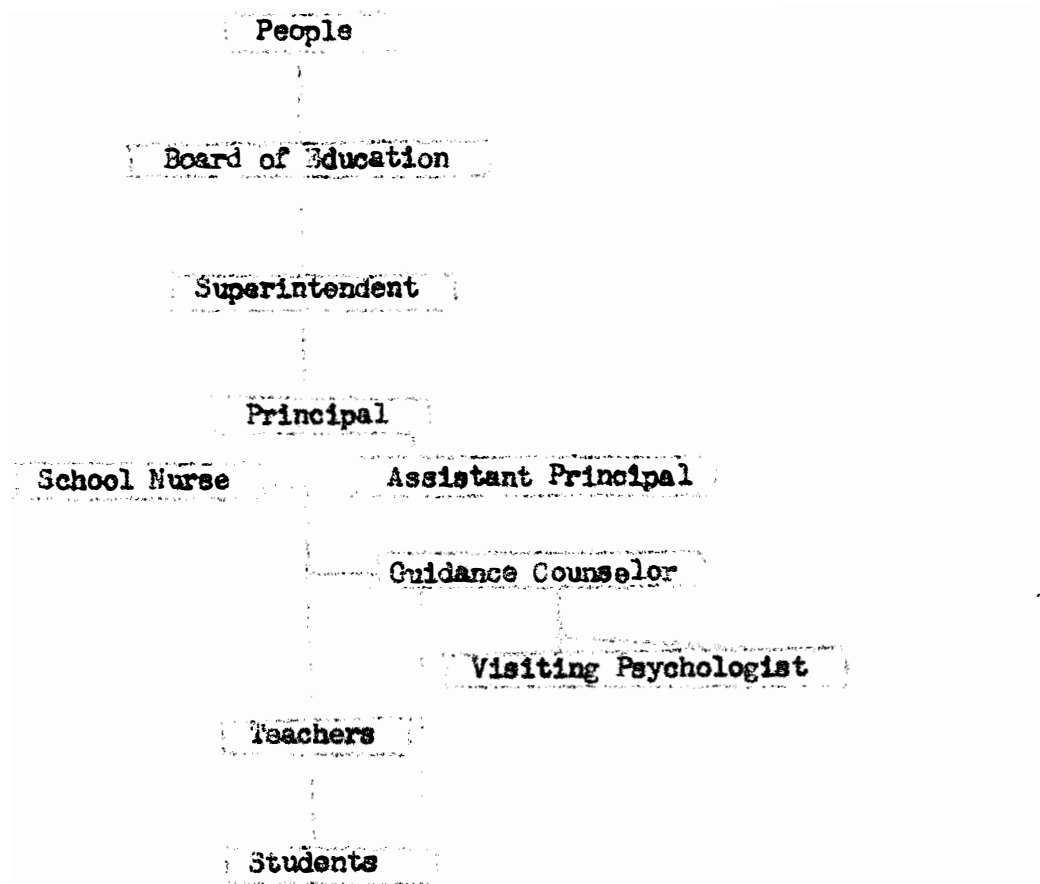 People
Board of Education
Superintendent
Principal
School Nurse
Assistant Principal
Guidance Counselor
Visiting Psychologist
Teachers
Students